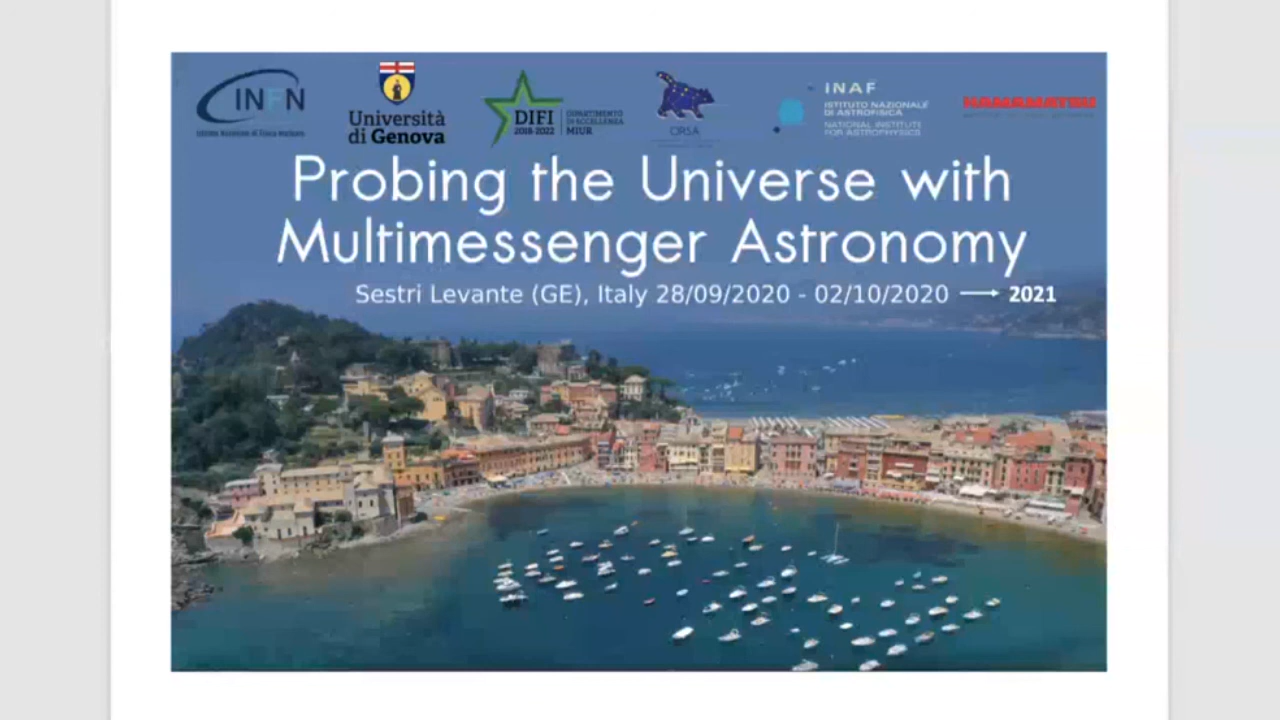 INFN
Università
di Genova
DIFI
2018-2022
DIPARTIMENTO
DI ECCELLENZA
MIUR
ORSA
INAF
ISTITUTO NAZIONALE
DI ASTROFISICA
NATIONAL INSTITUTE
FOR ASTROPHYSICS
HAMAMATSU
Probing the Universe with
Multimessenger Astronomy
Sestri Levante (GE), Italy 28/09/2020 - 02/10/2020 → 2021